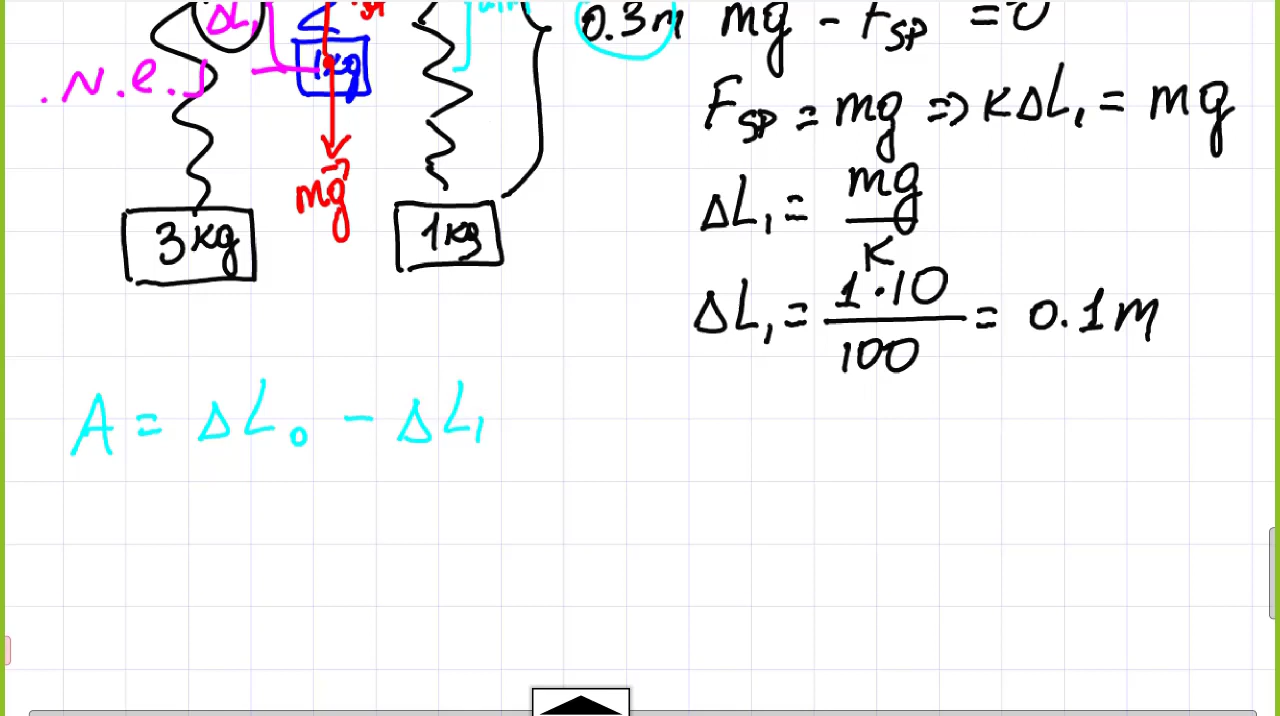 0.3m mg - Fsp = 0
ΔL₁
1kg
.N.e.s
Fsp = mg => KΔL₁ = mg
mg
ΔL₁ = mg/K
3kg
1kg
ΔL₁ = 1·10/100 = 0.1m
A = ΔL₀ - ΔL₁